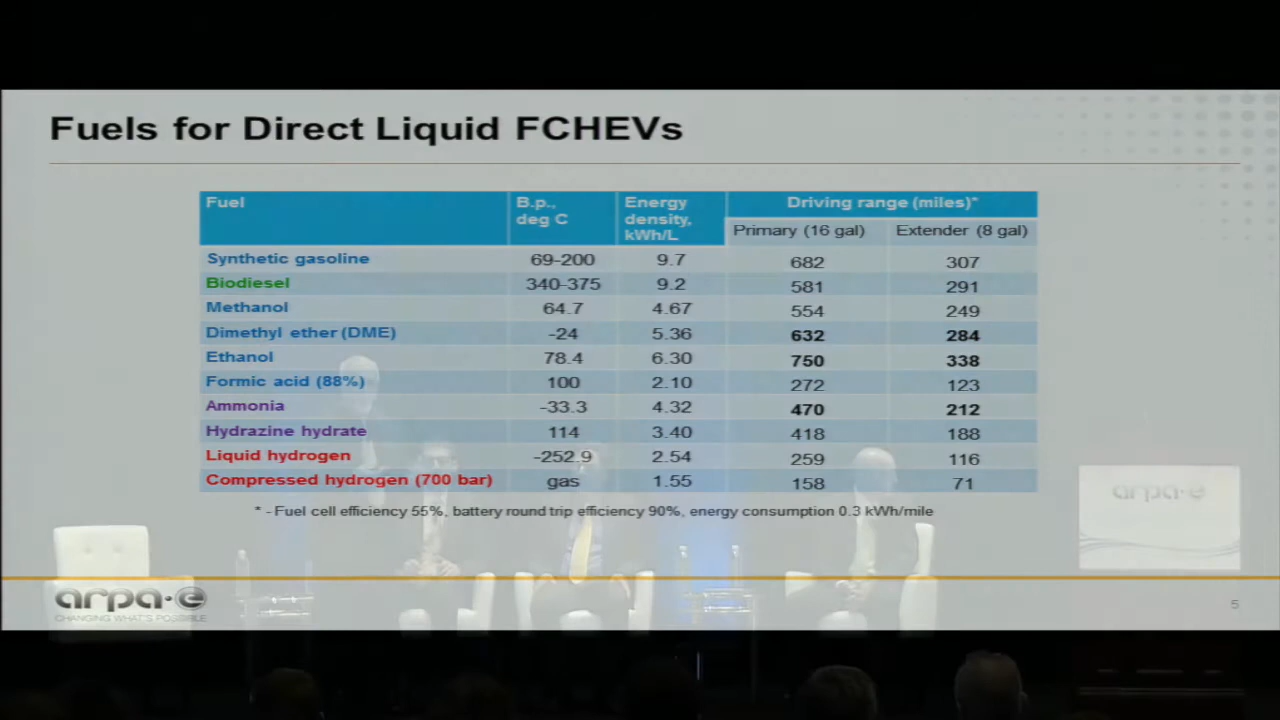 Fuels for Direct Liquid FCHEVs
Fuel B.p., deg C Energy density, kWh/L Driving range (miles)*
Primary (16 gal) Extender (8 gal)
Synthetic gasoline 69-200 9.7 682 307
Biodiesel 340-375 9.2 581 291
Methanol 64.7 4.67 554 249
Dimethyl ether (DME) -24 5.36 632 284
Ethanol 78.4 6.30 750 338
Formic acid (88%) 100 2.10 272 123
Ammonia -33.3 4.32 470 212
Hydrazine hydrate 114 3.40 418 188
Liquid hydrogen -252.9 2.54 259 116
Compressed hydrogen (700 bar) gas 1.55 158 71
* - Fuel cell efficiency 55%, battery round trip efficiency 90%, energy consumption 0.3 kWh/mile
arpa·e
arpa·e
CHANGING WHAT'S POSSIBLE
5